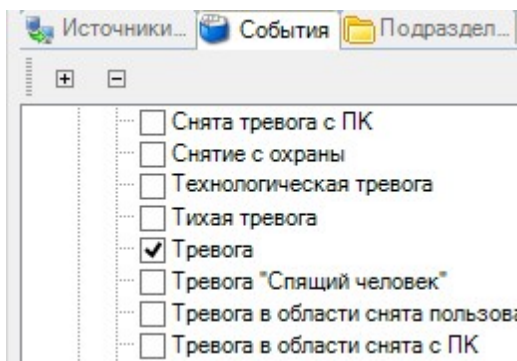 Источники... События Подраздел...
Снята тревога с ПК
Снятие с охраны
Технологическая тревога
Тихая тревога
Тревога
Тревога "Спящий человек"
Тревога в области снята пользова
Тревога в области снята с ПК